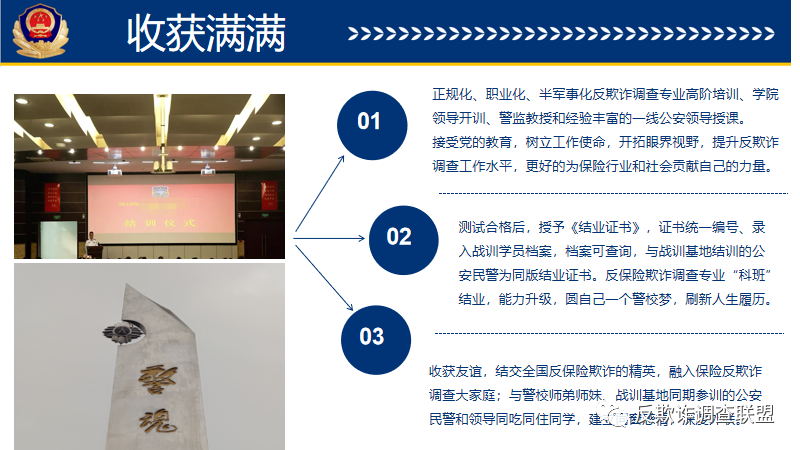 收获满满
01
正规化、职业化、半军事化反欺诈调查专业高阶培训、学院
领导开训、警监教授和经验丰富的一线公安领导授课。
接受党的教育，树立工作使命，开拓眼界视野，提升反欺诈
调查工作水平，更好的为保险行业和社会贡献自己的力量。
结训仪式
02
测试合格后，授予《结业证书》，证书统一编号、录
入战训学员档案，档案可查询，与战训基地结训的公
安民警为同版结业证书。反保险欺诈调查专业“科班”
结业，能力升级，圆自己一个警校梦，刷新人生履历。
警魂
03
收获友谊，结交全国反保险欺诈的精英，融入保险反欺诈
调查大家庭；与警校师弟师妹、战训基地同期参训的公安
民警和领导同吃同住同学，建立
反欺诈调查联盟